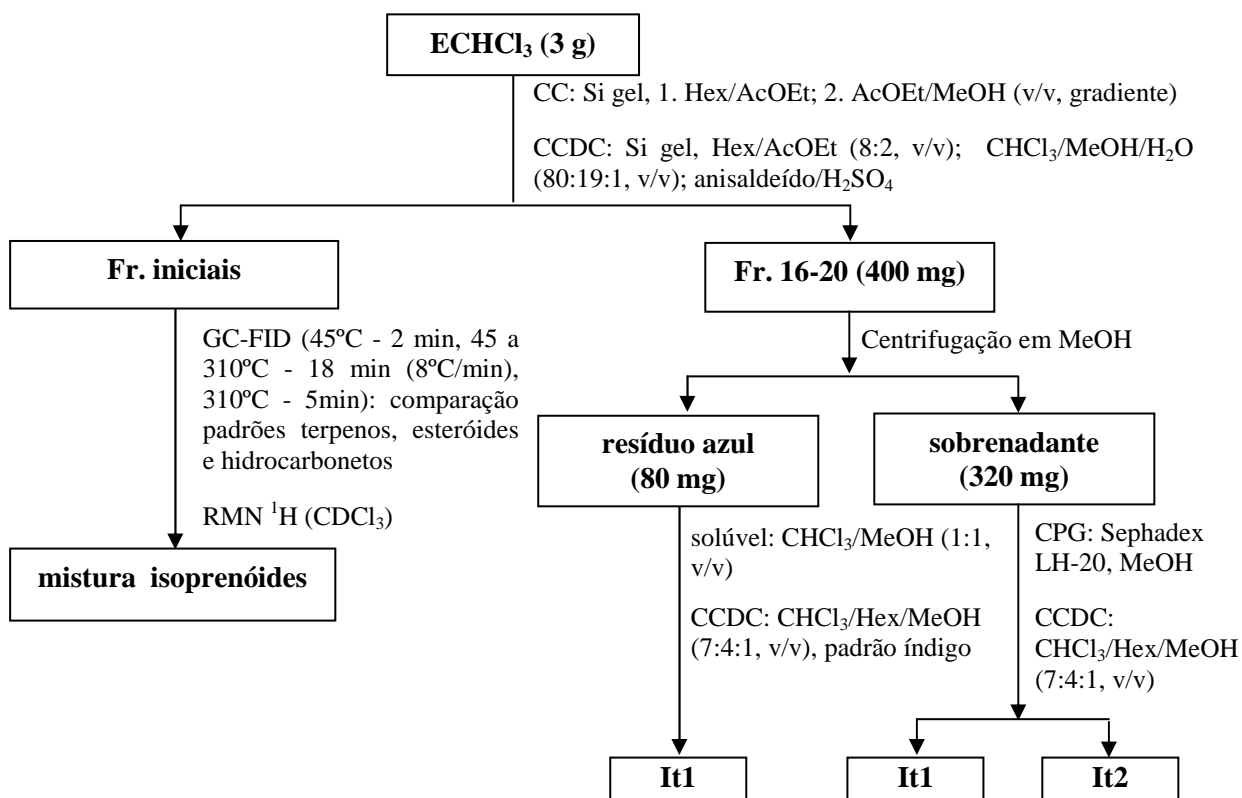 ECHCl₃ (3 g)
CC: Si gel, 1. Hex/AcOEt; 2. AcOEt/MeOH (v/v, gradiente)
CCDC: Si gel, Hex/AcOEt (8:2, v/v); CHCl₃/MeOH/H₂O
(80:19:1, v/v); anisaldeído/H₂SO₄
Fr. iniciais
GC-FID (45ºC - 2 min, 45 a
310ºC - 18 min (8ºC/min),
310ºC - 5min): comparação
padrões terpenos, esteróides
e hidrocarbonetos
RMN ¹H (CDCl₃)
mistura isoprenóides
Fr. 16-20 (400 mg)
Centrifugação em MeOH
resíduo azul
(80 mg)
solúvel: CHCl₃/MeOH (1:1,
v/v)
CCDC: CHCl₃/Hex/MeOH
(7:4:1, v/v), padrão índigo
It1
sobrenadante
(320 mg)
CPG: Sephadex
LH-20, MeOH
CCDC:
CHCl₃/Hex/MeOH
(7:4:1, v/v)
It1
It2